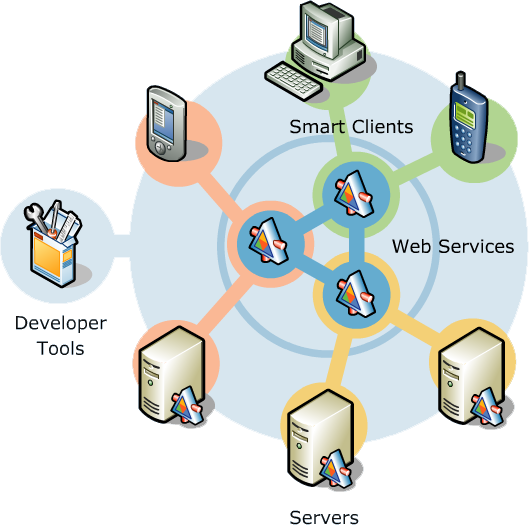 Smart Clients
Web Services
Developer
Tools
Servers